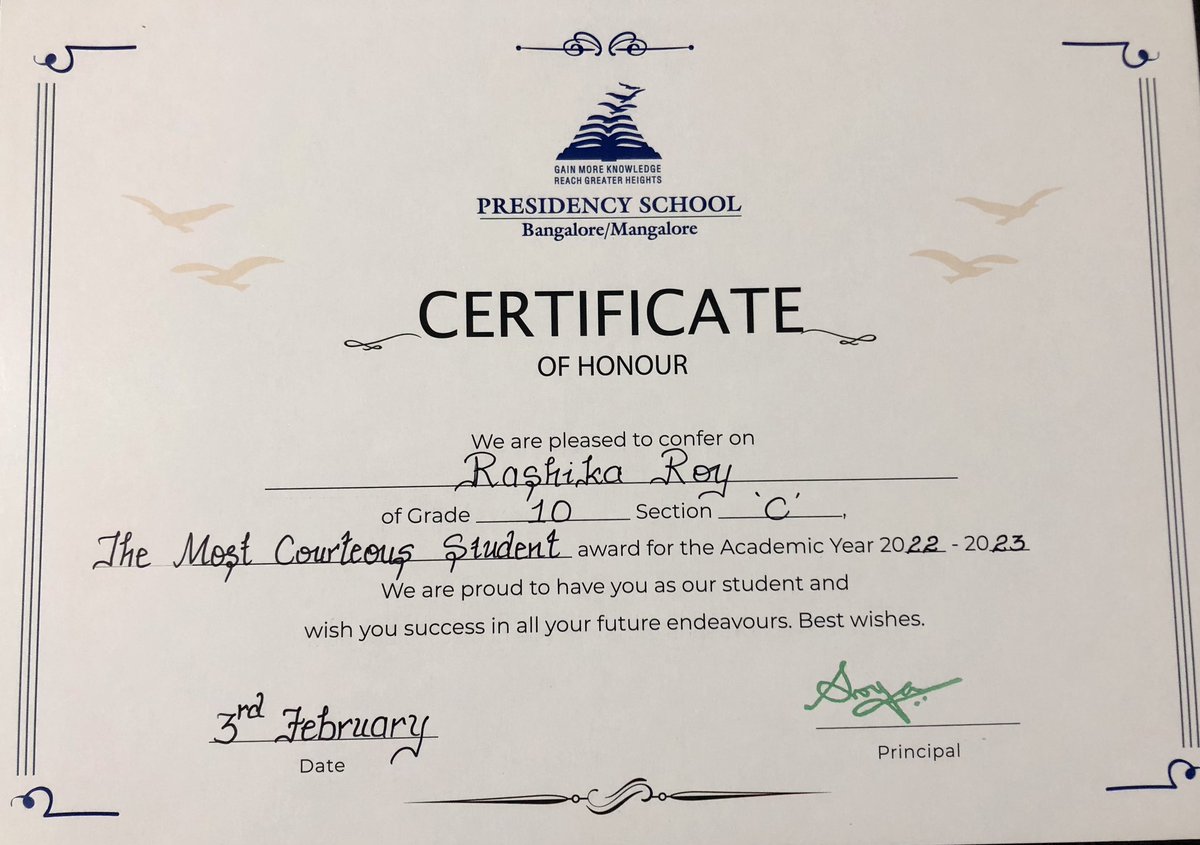 GAIN MORE KNOWLEDGE
REACH GREATER HEIGHTS
PRESIDENCY SCHOOL
Bangalore/Mangalore
CERTIFICATE
OF HONOUR
We are pleased to confer on
Rashika Roy
of Grade 10 Section 'C',
The Most Courteous Student award for the Academic Year 2022 - 2023
We are proud to have you as our student and
wish you success in all your future endeavours. Best wishes.
3rd February
Date
Principal